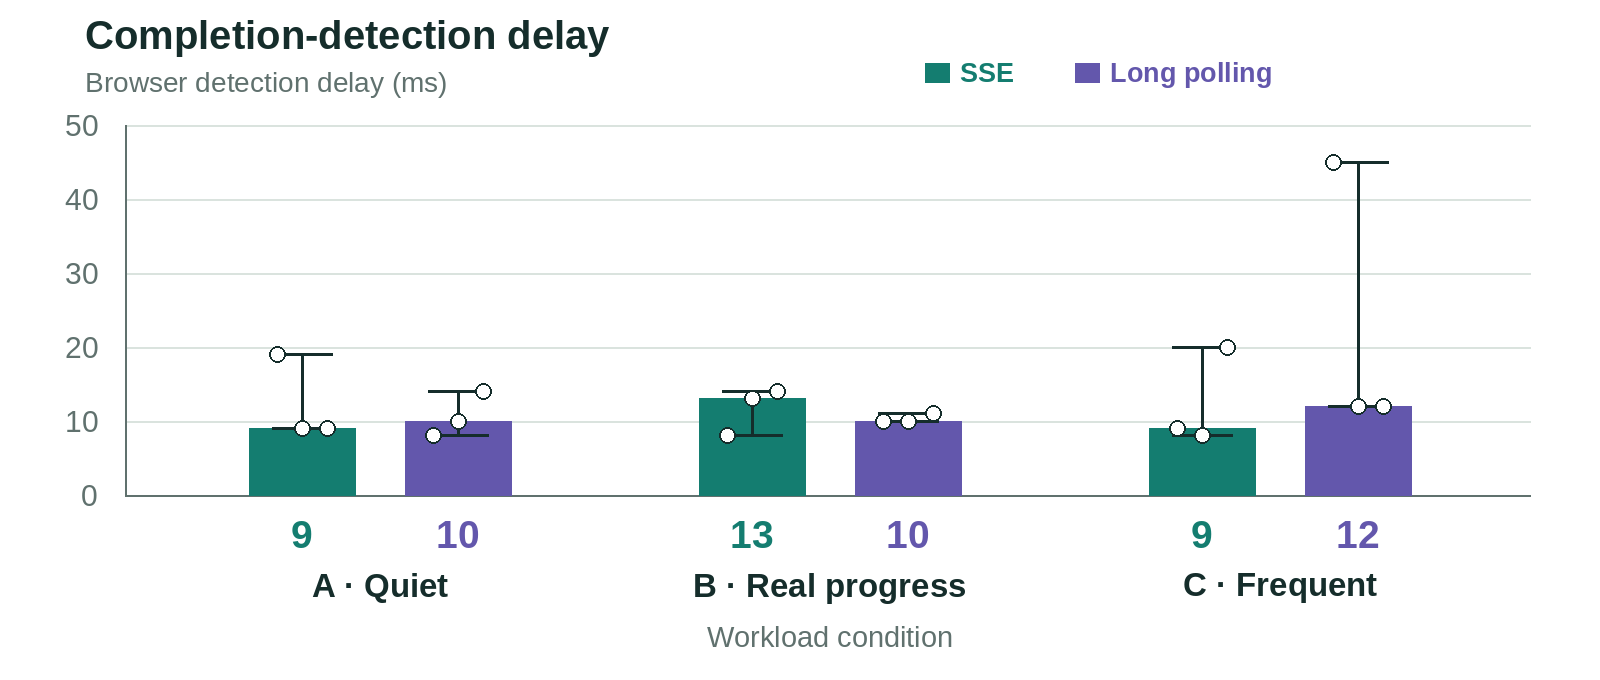 Completion-detection delay
Browser detection delay (ms)
SSE
Long polling
50
40
30
20
10
0
9
10
13
10
9
12
A · Quiet
B · Real progress
C · Frequent
Workload condition